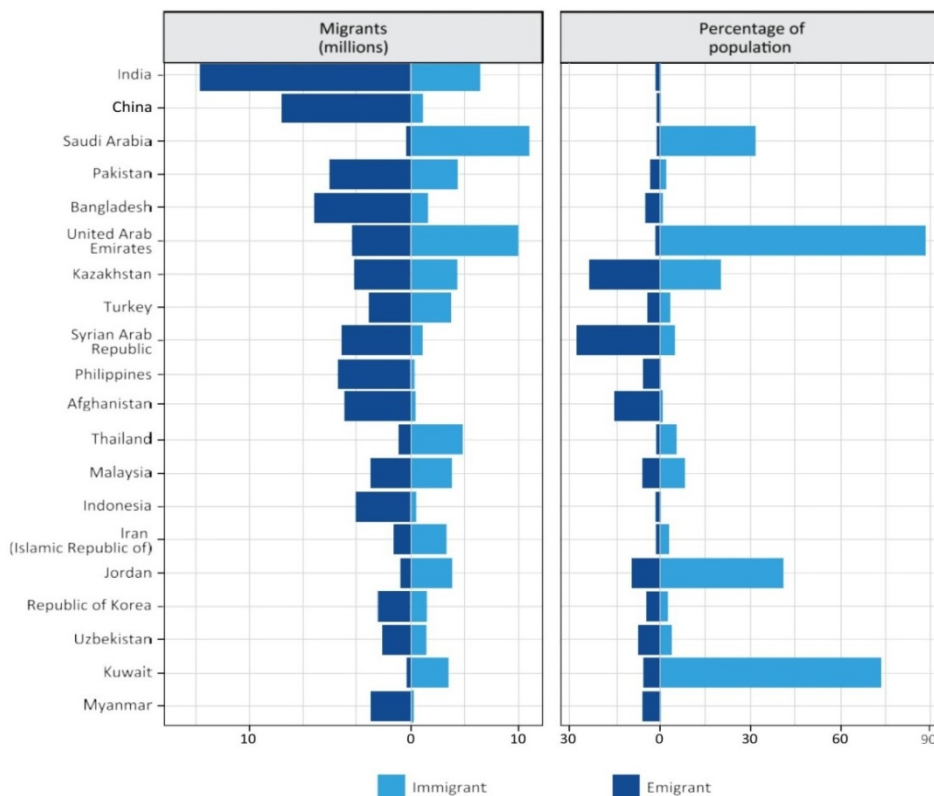 Migrants
(millions)
Percentage of
population
India
China
Saudi Arabia
Pakistan
Bangladesh
United Arab
Emirates
Kazakhstan
Turkey
Syrian Arab
Republic
Philippines
Afghanistan
Thailand
Malaysia
Indonesia
Iran
(Islamic Republic of)
Jordan
Republic of Korea
Uzbekistan
Kuwait
Myanmar
10 0 10 30 0 30 60 90
Immigrant Emigrant